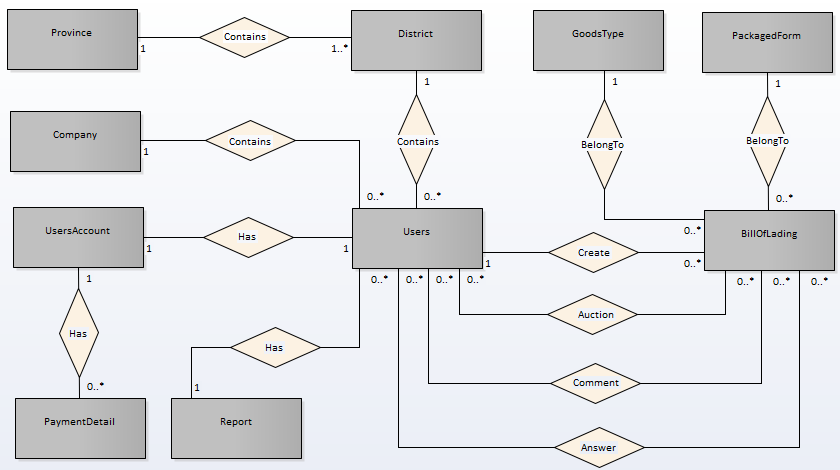 Province
1
Contains
1..*
District
GoodsType
PackagedForm
1
1
1
Company
1
Contains
Contains
BelongTo
BelongTo
0..*
0..*
0..*
UsersAccount
1
Has
1
Users
1
Create
0..*
0..*
BillOfLading
1
0..*
0..*
0..*
0..*
0..*
0..*
0..*
Auction
Has
Has
0..*
1
Comment
PaymentDetail
Report
Answer